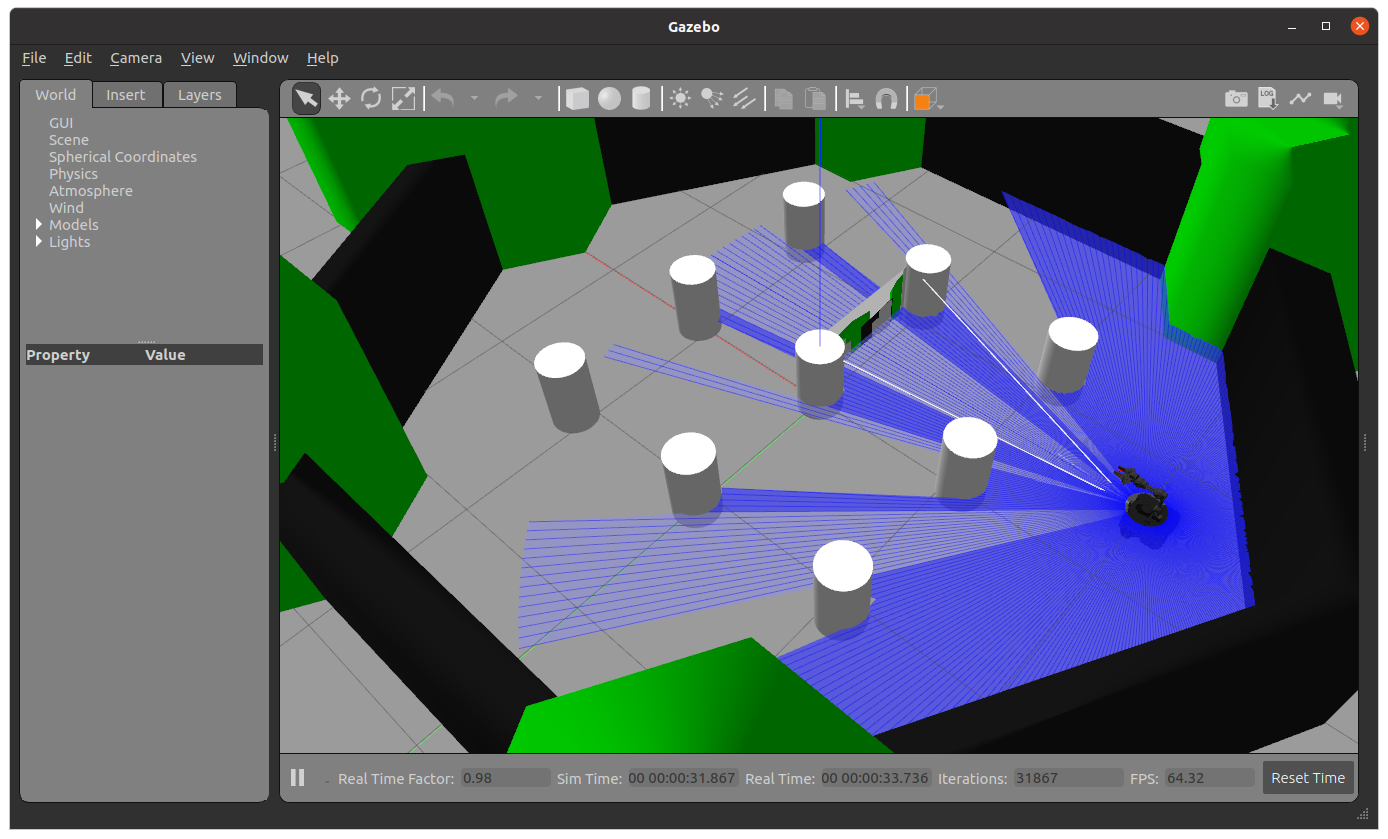 Gazebo
File Edit Camera View Window Help
World Insert Layers
LOG
GUI
Scene
Spherical Coordinates
Physics
Atmosphere
Wind
Models
Lights
Property Value
Real Time Factor: 0.98 Sim Time: 00 00:00:31.867 Real Time: 00 00:00:33.736 Iterations: 31867 FPS: 64.32 Reset Time